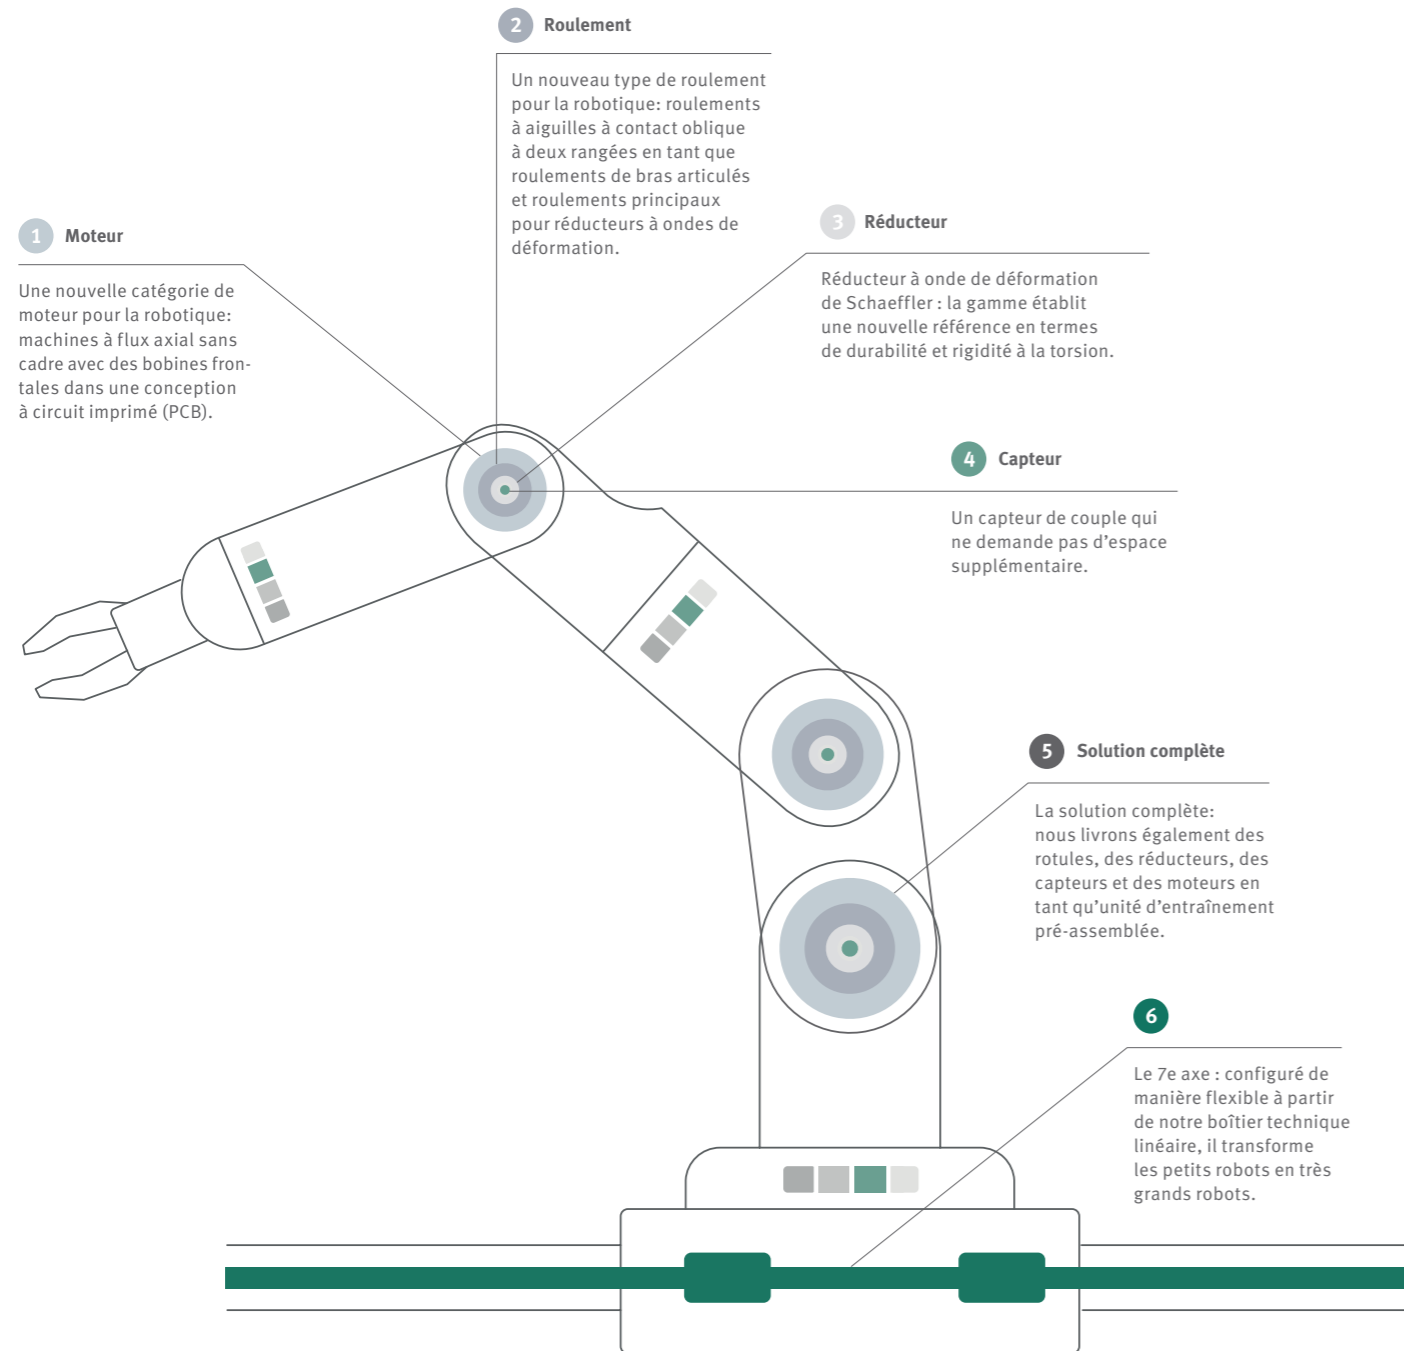 2 Roulement
Un nouveau type de roulement
pour la robotique: roulements
à aiguilles à contact oblique
à deux rangées en tant que
roulements de bras articulés
et roulements principaux
pour réducteurs à ondes de
déformation.
1 Moteur
Une nouvelle catégorie de
moteur pour la robotique:
machines à flux axial sans
cadre avec des bobines fron-
tales dans une conception
à circuit imprimé (PCB).
3 Réducteur
Réducteur à onde de déformation
de Schaeffler : la gamme établit
une nouvelle référence en termes
de durabilité et rigidité à la torsion.
4 Capteur
Un capteur de couple qui
ne demande pas d’espace
supplémentaire.
5 Solution complète
La solution complète:
nous livrons également des
rotules, des réducteurs, des
capteurs et des moteurs en
tant qu’unité d’entraînement
pré-assemblée.
6
Le 7e axe : configuré de
manière flexible à partir
de notre boîtier technique
linéaire, il transforme
les petits robots en très
grands robots.